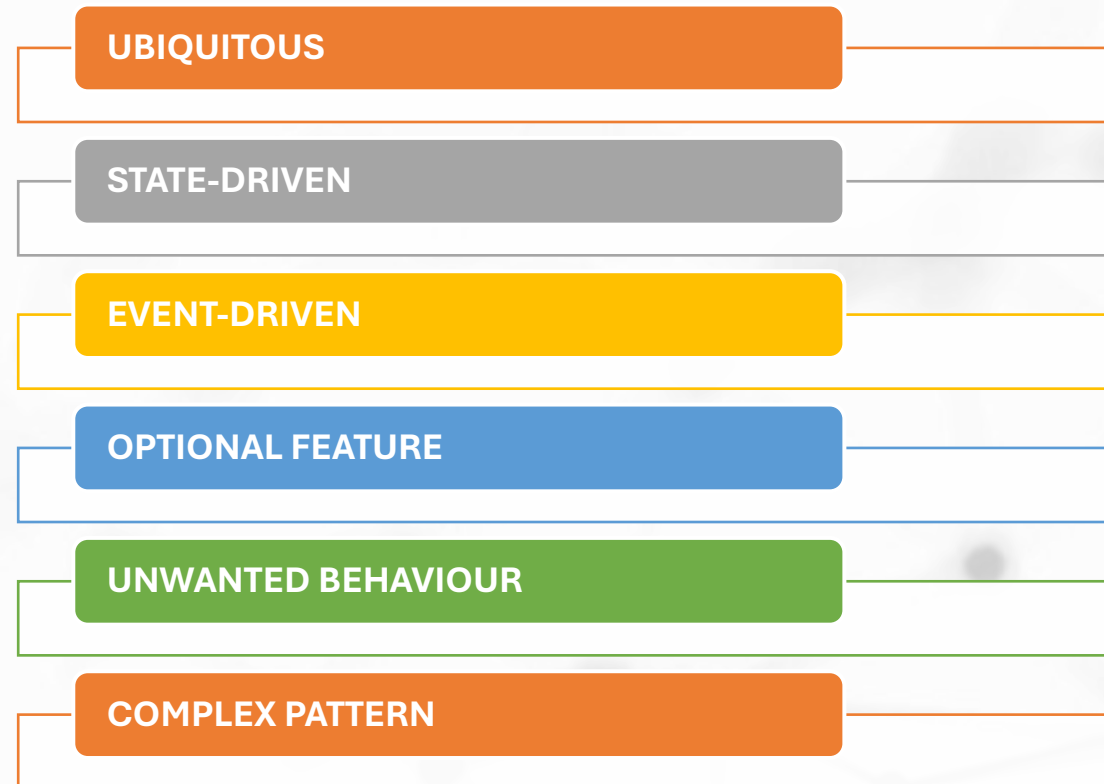 UBIQUITOUS
STATE-DRIVEN
EVENT-DRIVEN
OPTIONAL FEATURE
UNWANTED BEHAVIOUR
COMPLEX PATTERN